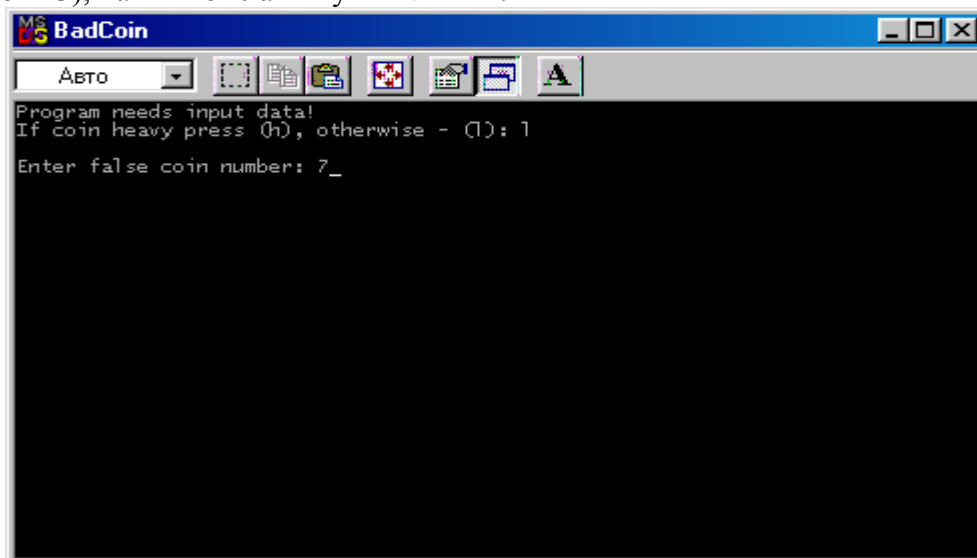 BadCoin
Авто
A
Program needs input data!
If coin heavy press (h), otherwise - (l): l
Enter false coin number: 7_